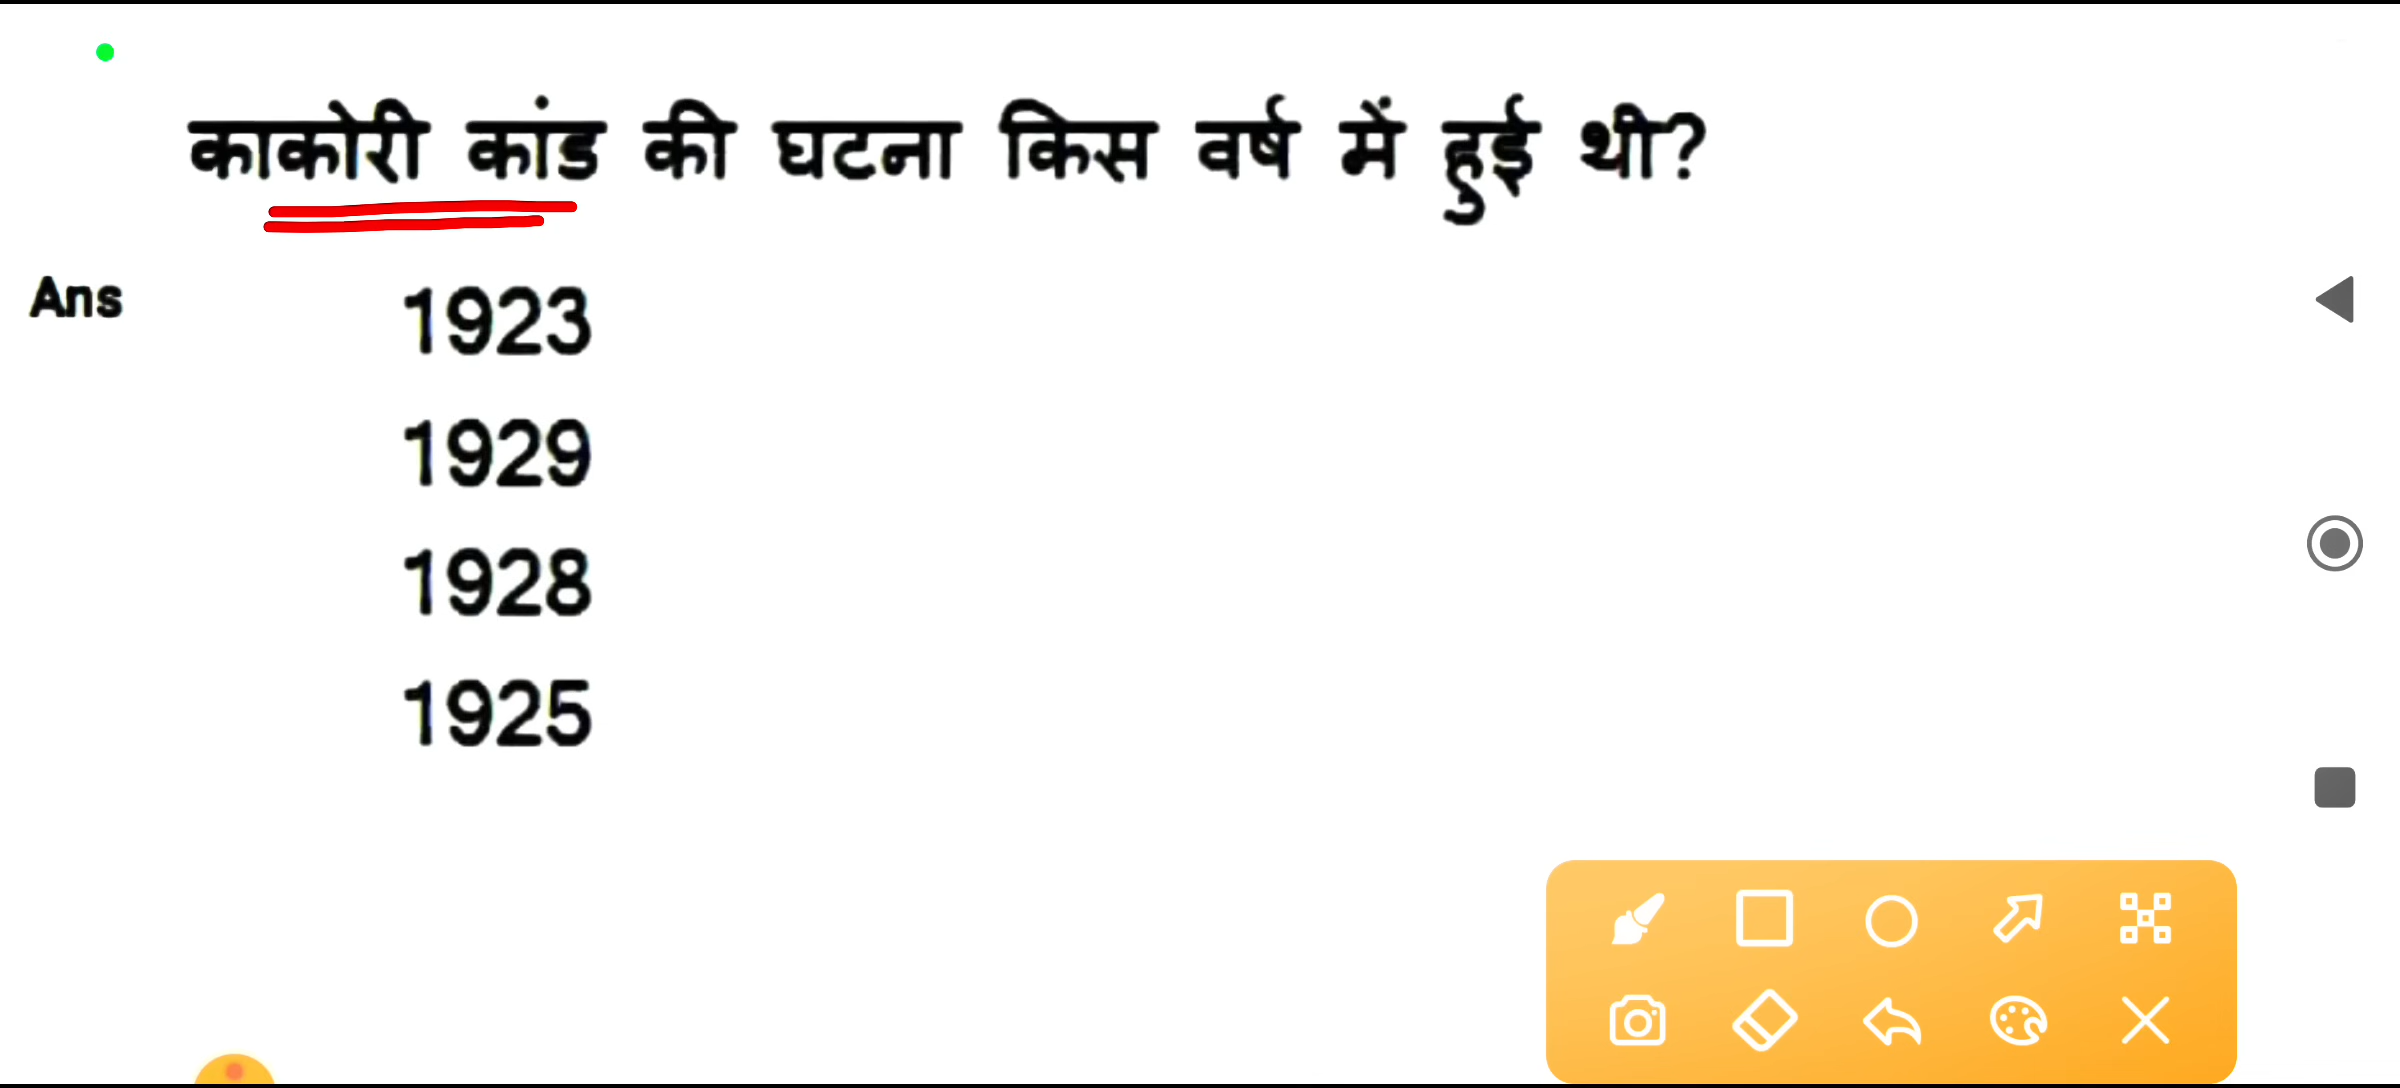 काकोरी कांड की घटना किस वर्ष में हुई थी?
Ans
1923
1929
1928
1925